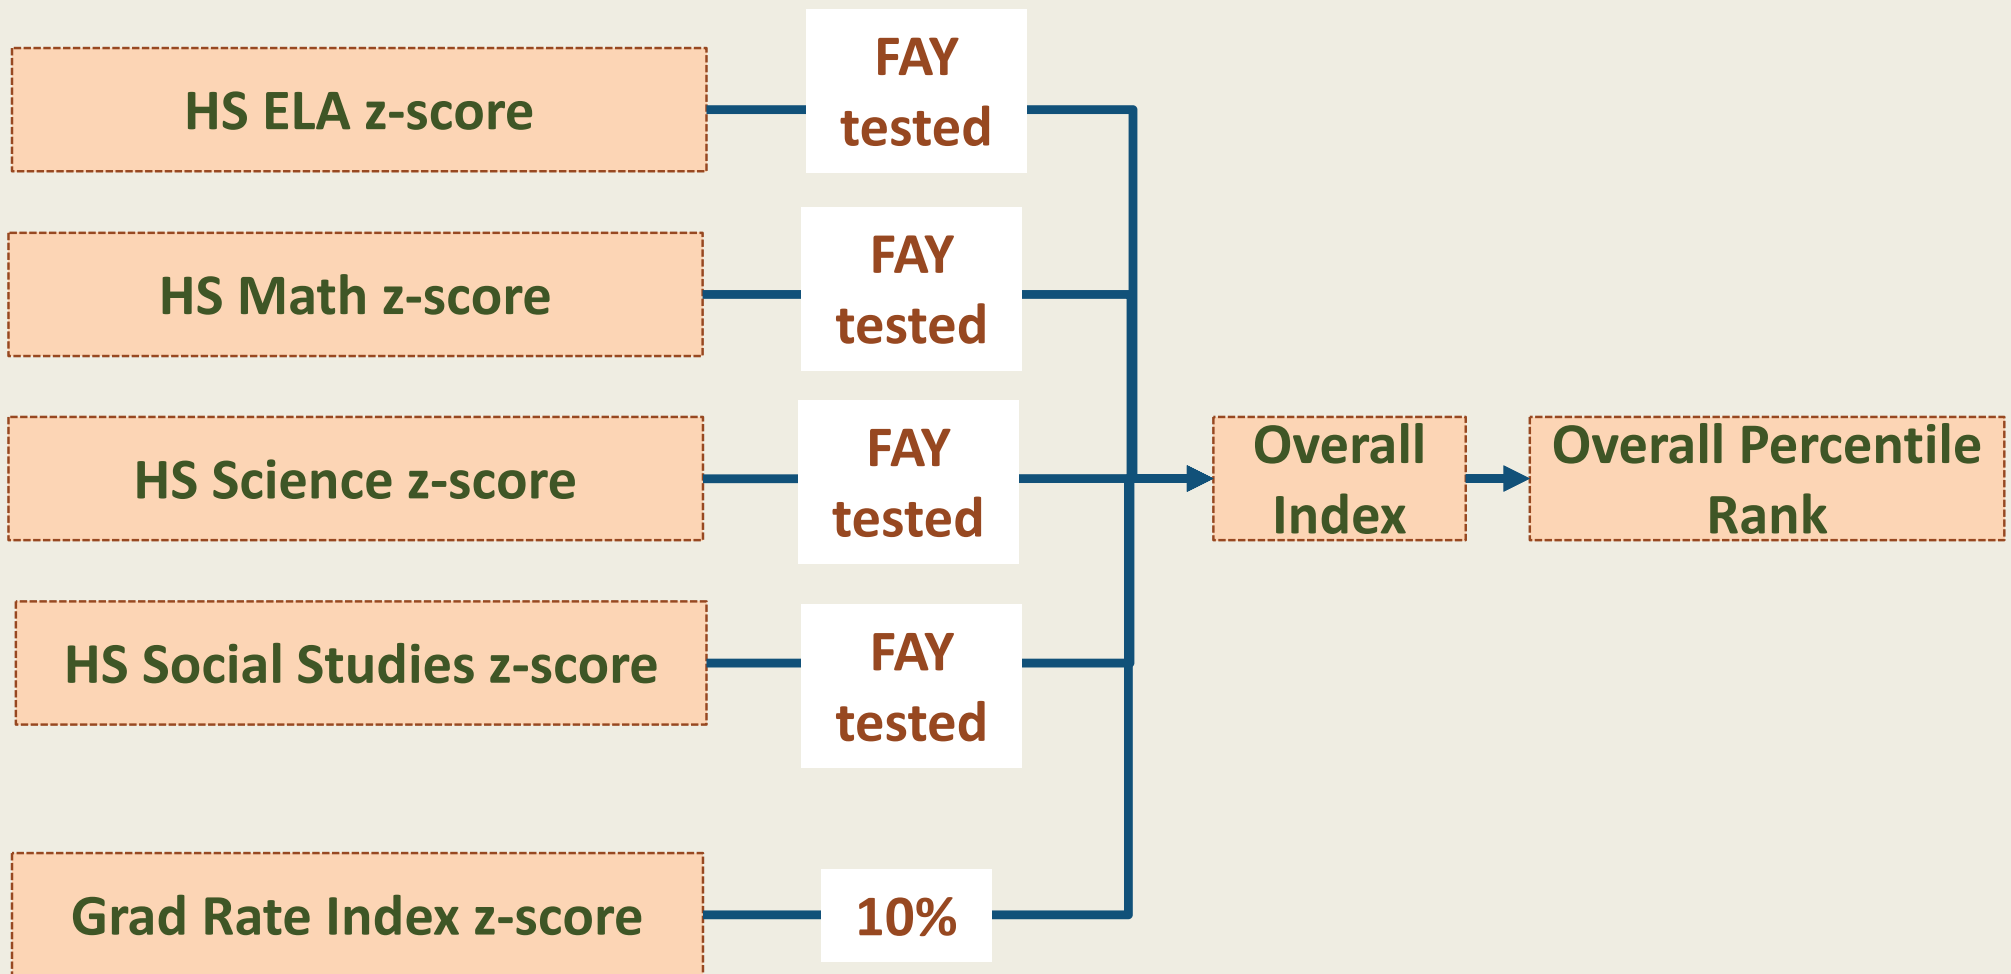 HS ELA z-score
FAY
tested
HS Math z-score
FAY
tested
HS Science z-score
FAY
tested
HS Social Studies z-score
FAY
tested
Grad Rate Index z-score
10%
Overall
Index
Overall Percentile
Rank